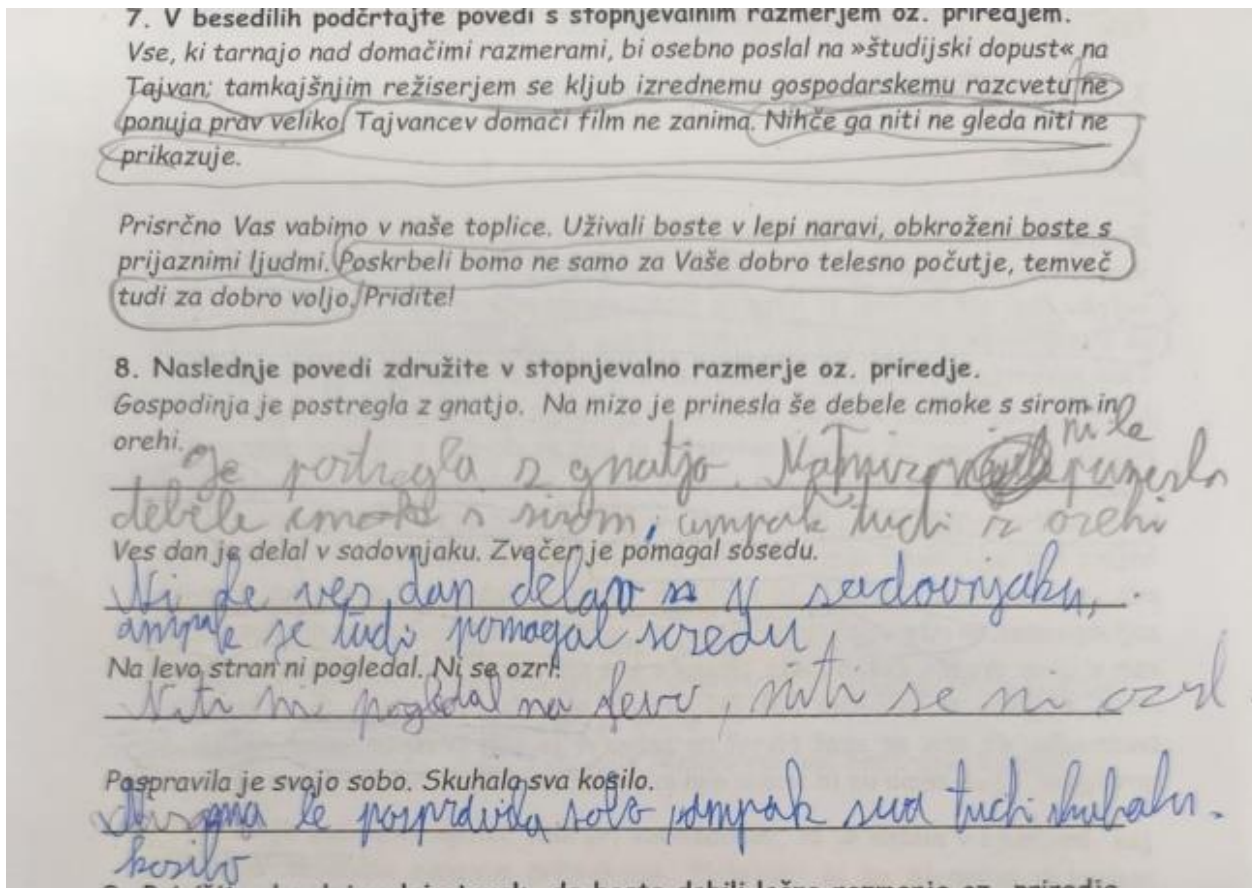 7. V besedilih podčrtajte povedi s stopnjevalnim razmerjem oz. priredjem.
Vse, ki tarnajo nad domačimi razmerami, bi osebno poslal na »študijski dopust« na
Tajvan; tamkajšnjim režiserjem se kljub izrednemu gospodarskemu razcvetu ne
ponuja prav veliko. Tajvancev domači film ne zanima. Nihče ga niti ne gleda niti ne
prikazuje.
Prisrčno Vas vabimo v naše toplice. Uživali boste v lepi naravi, obkroženi boste s
prijaznimi ljudmi. Poskrbeli bomo ne samo za Vaše dobro telesno počutje, temveč
tudi za dobro voljo. Pridite!
8. Naslednje povedi združite v stopnjevalno razmerje oz. priredje.
Gospodinja je postregla z gnatjo. Na mizo je prinesla še debele cmoke s sirom in
orehi.
ni le
Je postregla z gnatjo. Na mizo prinesla
debele cmoke s sirom, ampak tudi z orehi
Ves dan je delal v sadovnjaku. Zvečer je pomagal sosedu.
Ni le ves dan delav v sadovnjaku,
ampak je tudi pomagal sosedu
Na levo stran ni pogledal. Ni se ozrl.
Niti ni pogledal na levo, niti se ni ozrl
Pospravila je svojo sobo. Skuhala sva kosilo.
le pospravila sobo, ampak sva tudi skuhala
kosilo